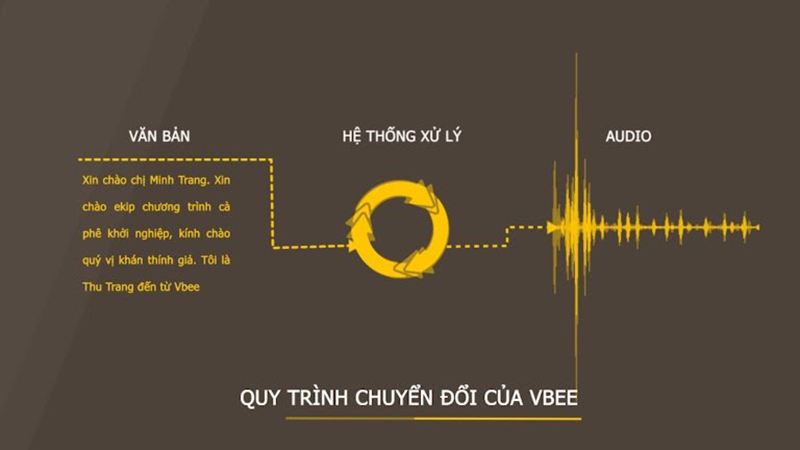 VĂN BẢN
HỆ THỐNG XỬ LÝ
AUDIO
Xin chào chị Minh Trang. Xin
chào ekip chương trình cà
phê khởi nghiệp, kính chào
quý vị khán thính giả. Tôi là
Thu Trang đến từ Vbee
QUY TRÌNH CHUYỂN ĐỔI CỦA VBEE